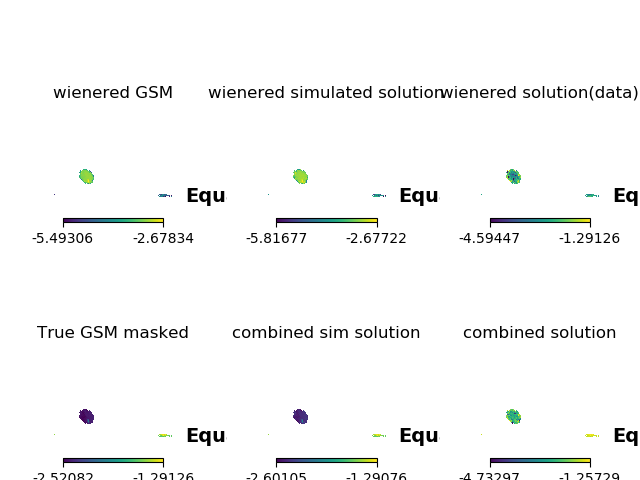 wienered GSM
wienered simulated solution
wienered solution(data)
Equ
Equ
Eq
-5.49306 -2.67834
-5.81677 -2.67722
-4.59447 -1.29126
True GSM masked
combined sim solution
combined solution
Equ
Equ
Eq
-2.52082 -1.29126
-2.60105 -1.29076
-4.73297 -1.25729